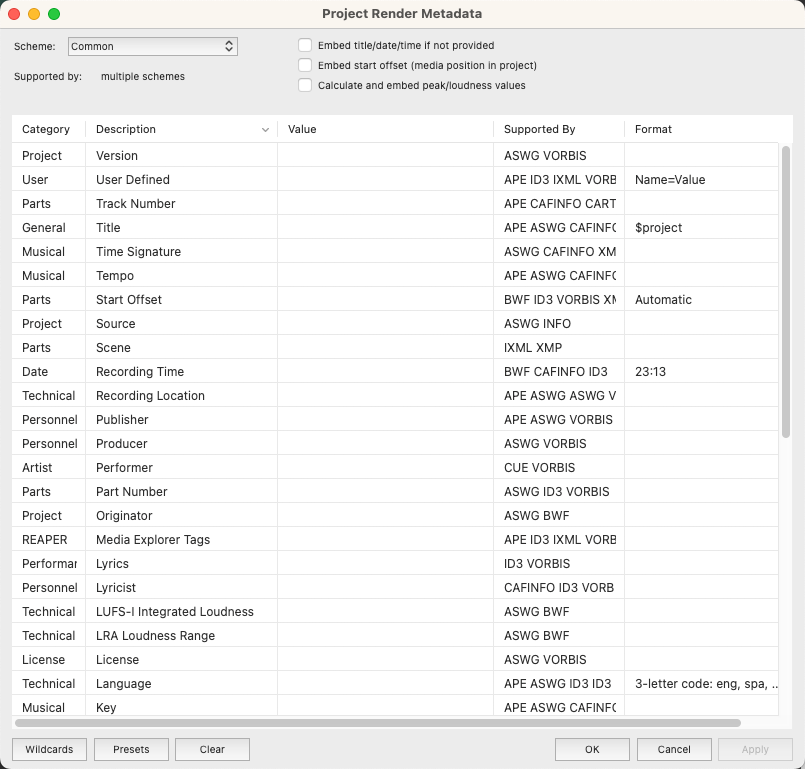 Project Render Metadata
Scheme: Common
Embed title/date/time if not provided
Embed start offset (media position in project)
Supported by: multiple schemes
Calculate and embed peak/loudness values
Category Description Value Supported By Format
Project Version ASWG VORBIS
User User Defined APE ID3 IXML VORB Name=Value
Parts Track Number APE CAFINFO CART
General Title APE ASWG CAFINFO $project
Musical Time Signature ASWG CAFINFO XM
Musical Tempo APE ASWG CAFINFO
Parts Start Offset BWF ID3 VORBIS XM Automatic
Project Source ASWG INFO
Parts Scene IXML XMP
Date Recording Time BWF CAFINFO ID3 23:13
Technical Recording Location APE ASWG ASWG V
Personnel Publisher APE ASWG VORBIS
Personnel Producer ASWG VORBIS
Artist Performer CUE VORBIS
Parts Part Number ASWG ID3 VORBIS
Project Originator ASWG BWF
REAPER Media Explorer Tags APE ID3 IXML VORB
Performar Lyrics ID3 VORBIS
Personnel Lyricist CAFINFO ID3 VORB
Technical LUFS-I Integrated Loudness ASWG BWF
Technical LRA Loudness Range ASWG BWF
License License ASWG VORBIS
Technical Language APE ASWG ID3 ID3 3-letter code: eng, spa, ..
Musical Key APE ASWG CAFINFO
Wildcards Presets Clear OK Cancel Apply